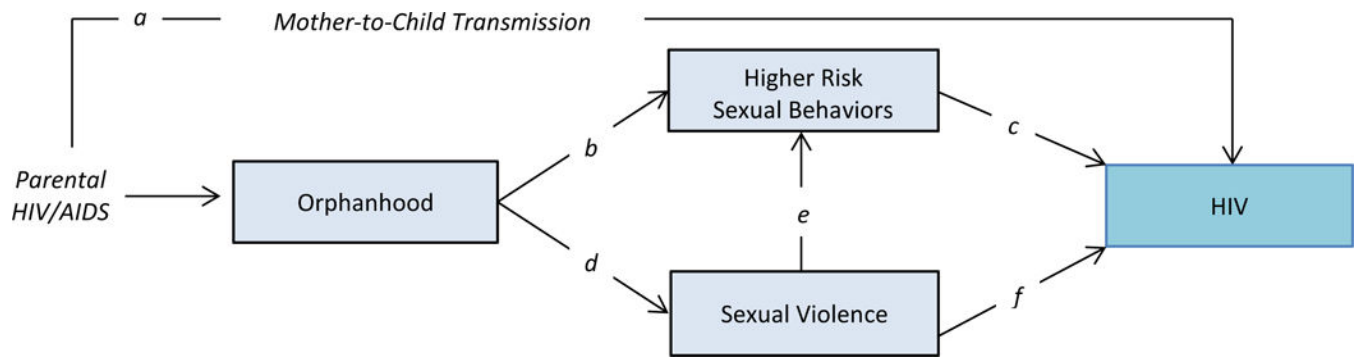 a
Mother-to-Child Transmission
Higher Risk
Sexual Behaviors
b
c
Parental
HIV/AIDS
Orphanhood
HIV
e
d
f
Sexual Violence